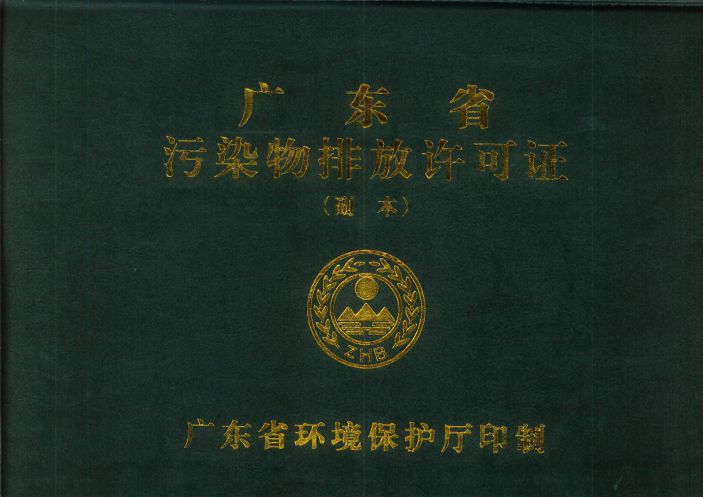 广东省
污染物排放许可证
(副本)
ZHB
广东省环境保护厅印制